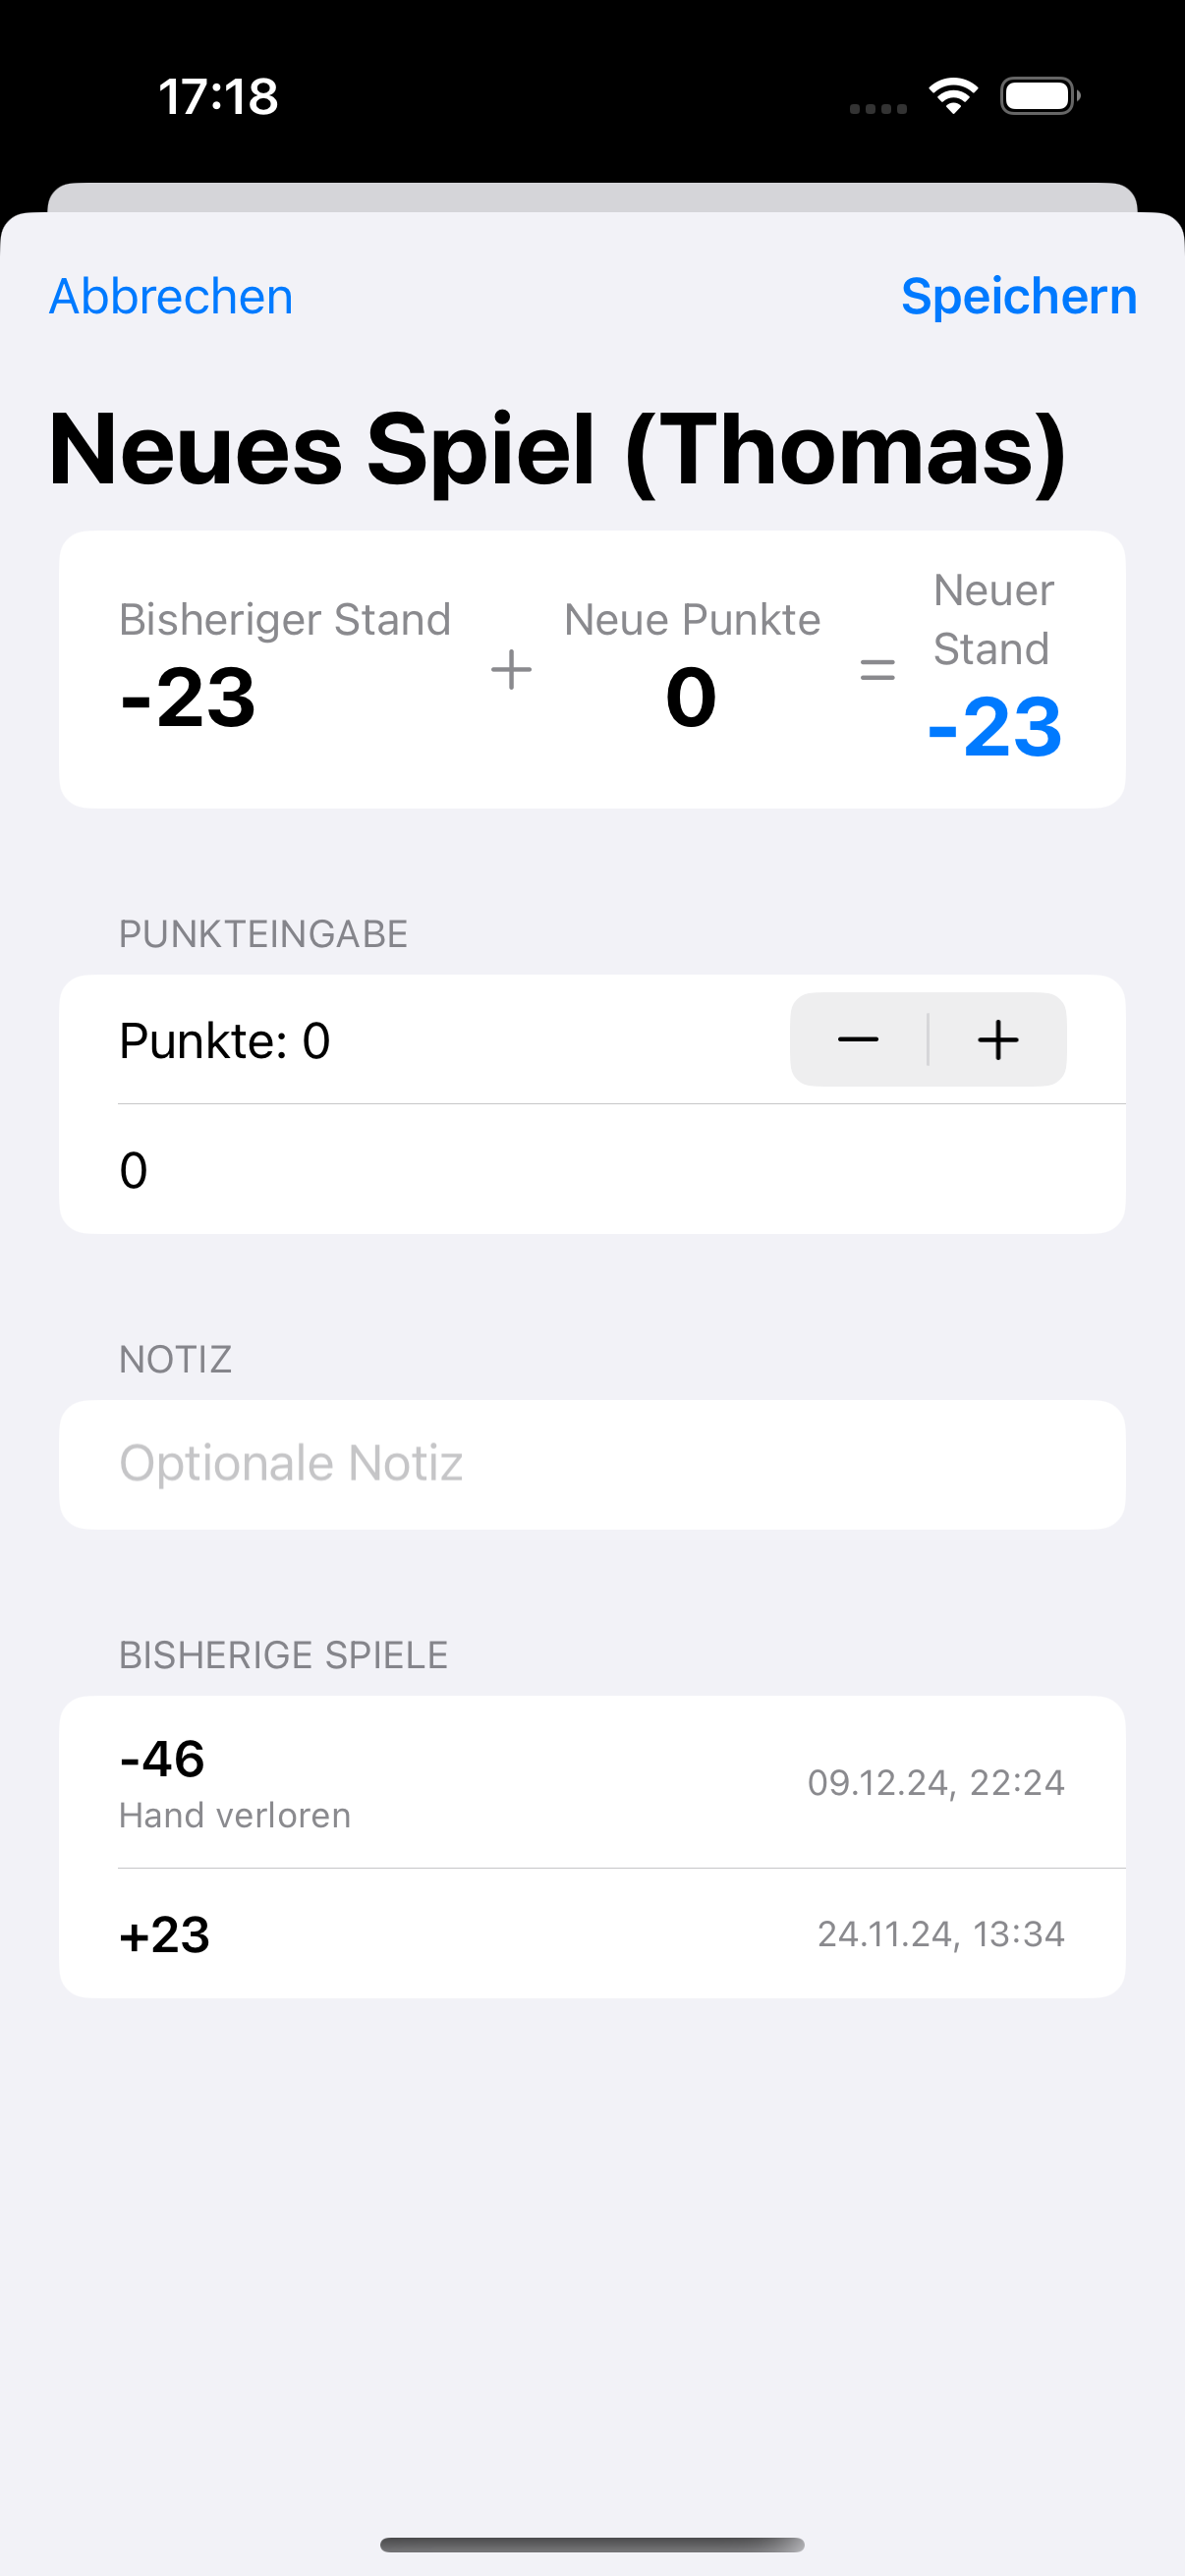 17:18
Abbrechen
Speichern
Neues Spiel (Thomas)
Bisheriger Stand
-23
+
Neue Punkte
0
=
Neuer
Stand
-23
PUNKTEINGABE
Punkte: 0
− +
0
NOTIZ
Optionale Notiz
BISHERIGE SPIELE
-46
Hand verloren
09.12.24, 22:24
+23
24.11.24, 13:34